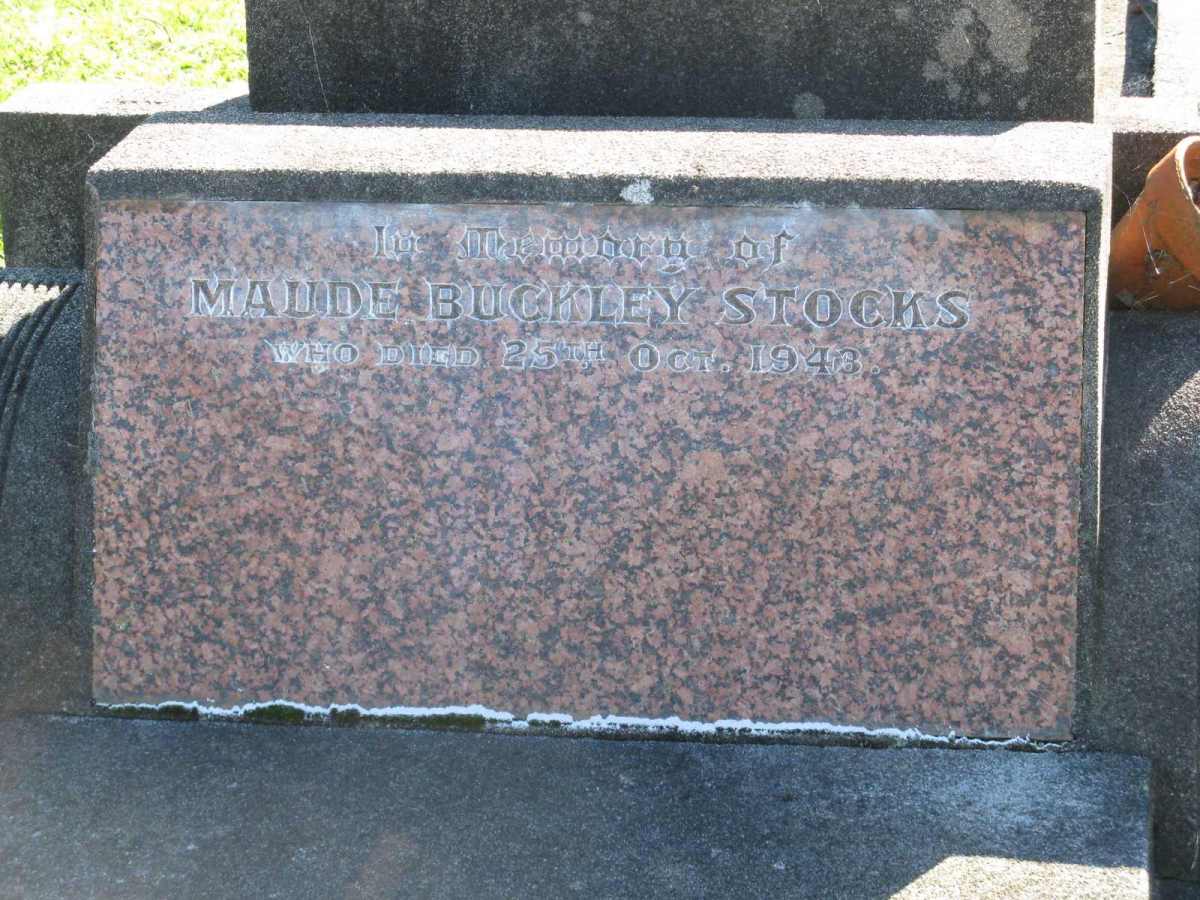 In Memory of
MAUDE BUCKLEY STOCKS
WHO DIED 25TH OCT. 1943.